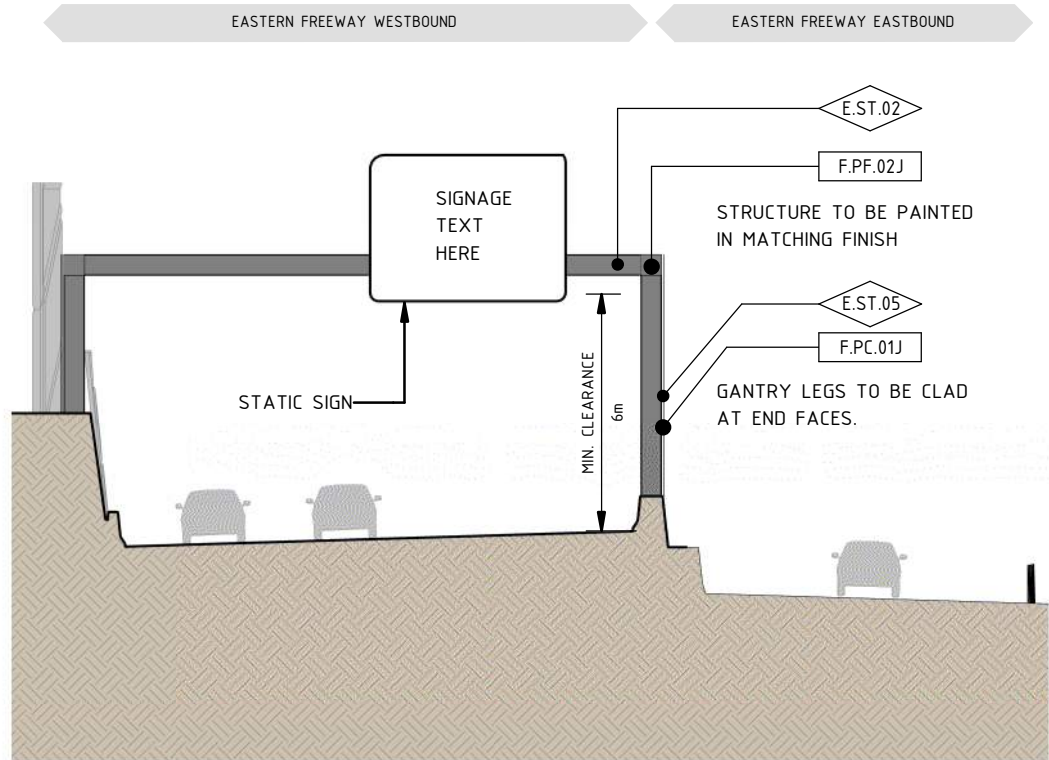 EASTERN FREEWAY WESTBOUND
EASTERN FREEWAY EASTBOUND
E.ST.02
F.PF.02J
STRUCTURE TO BE PAINTED
IN MATCHING FINISH
SIGNAGE
TEXT
HERE
E.ST.05
F.PC.01J
GANTRY LEGS TO BE CLAD
AT END FACES.
STATIC SIGN
MIN. CLEARANCE
6m